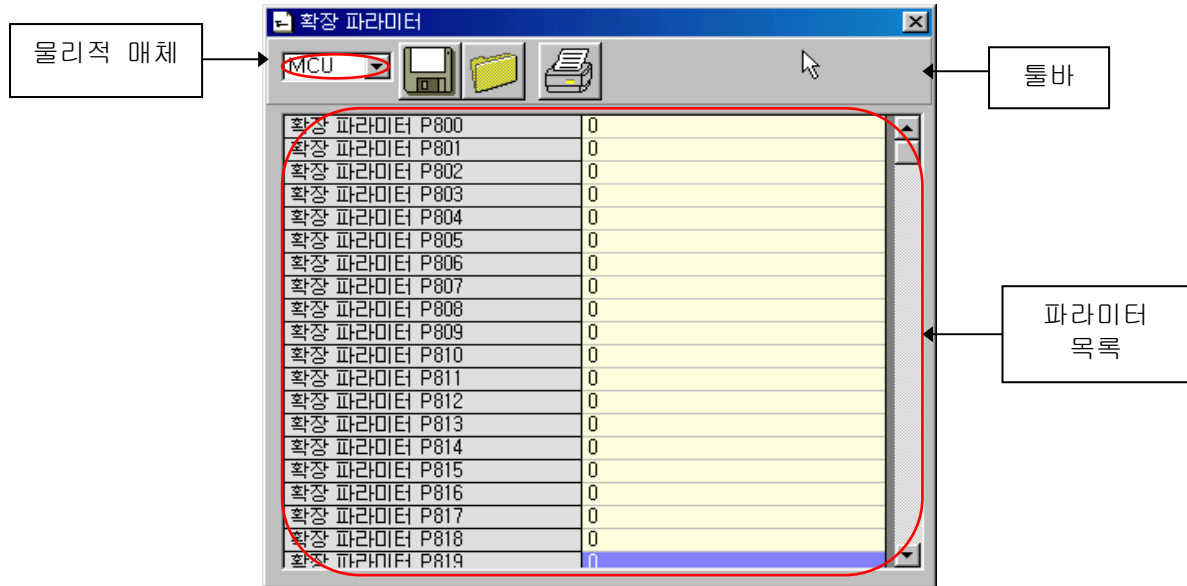 확장 파라미터
물리적 매체
MCU
툴바
확장 파라미터 P800 0
확장 파라미터 P801 0
확장 파라미터 P802 0
확장 파라미터 P803 0
확장 파라미터 P804 0
확장 파라미터 P805 0
확장 파라미터 P806 0
확장 파라미터 P807 0
확장 파라미터 P808 0
확장 파라미터 P809 0
확장 파라미터 P810 0
확장 파라미터 P811 0
확장 파라미터 P812 0
확장 파라미터 P813 0
확장 파라미터 P814 0
확장 파라미터 P815 0
확장 파라미터 P816 0
확장 파라미터 P817 0
확장 파라미터 P818 0
확장 파라미터 P819 0
파라미터
목록